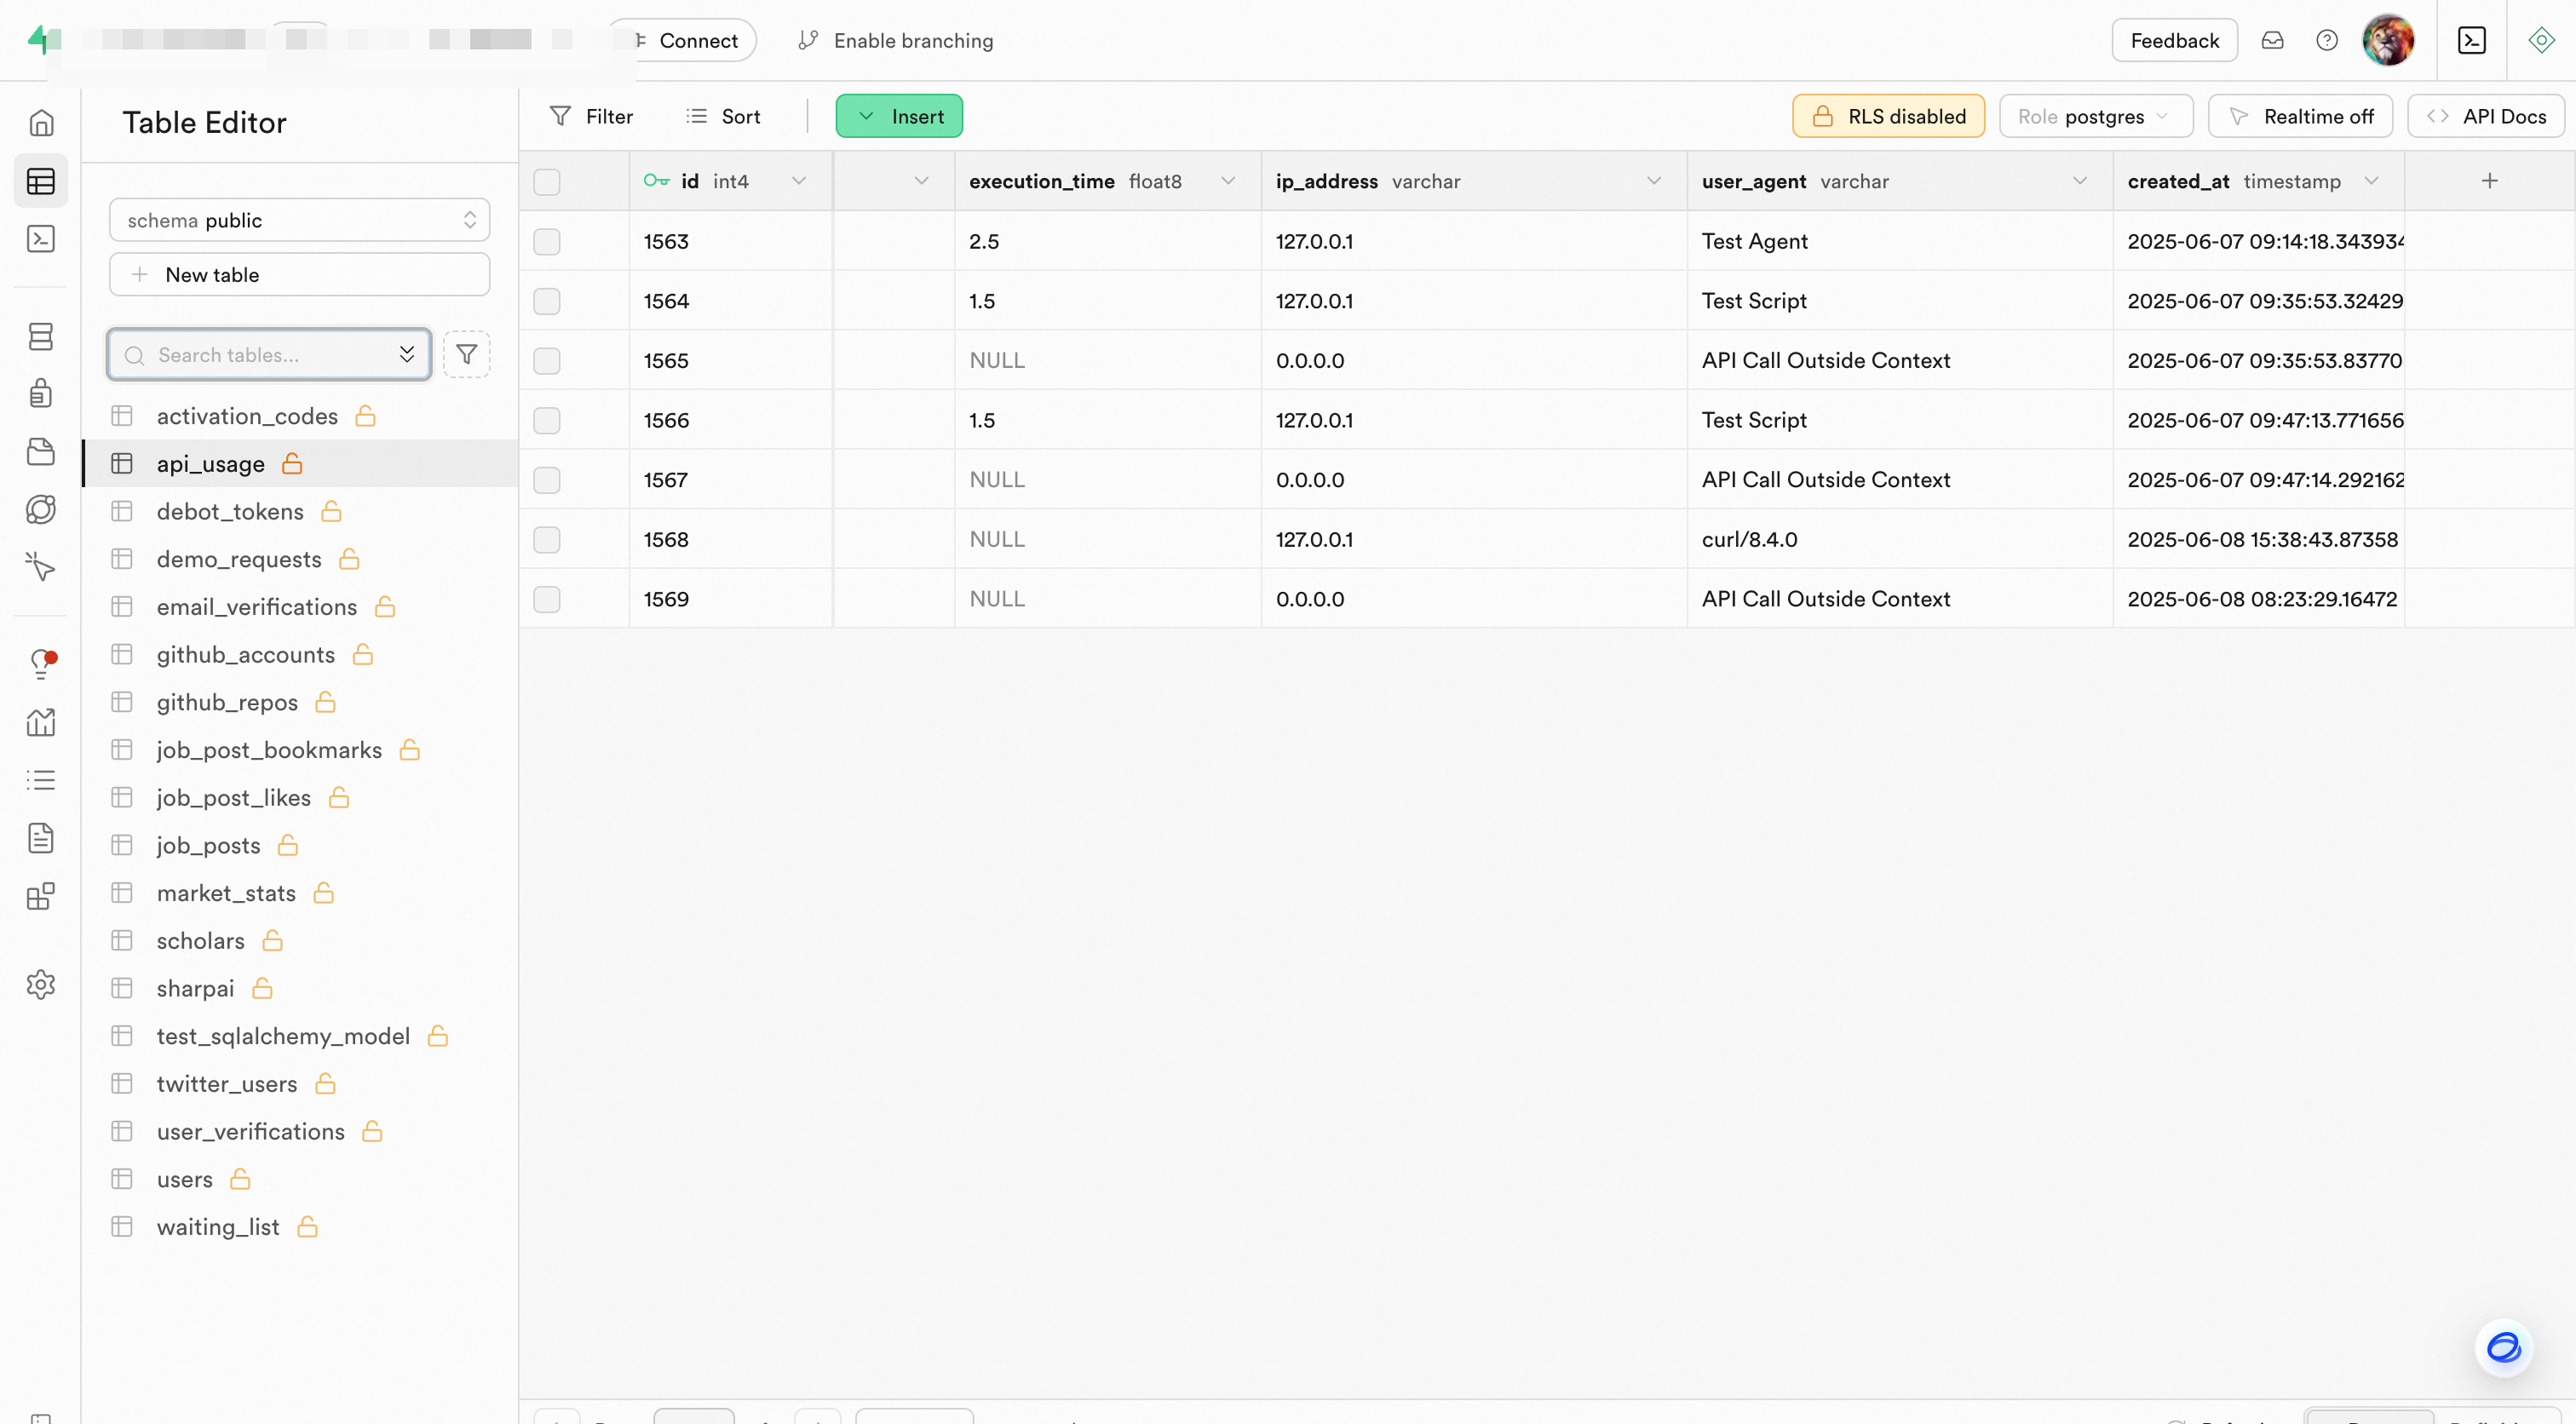 Connect
Enable branching
Feedback
Table Editor
schema public
New table
Search tables...
activation_codes
api_usage
debot_tokens
demo_requests
email_verifications
github_accounts
github_repos
job_post_bookmarks
job_post_likes
job_posts
market_stats
scholars
sharpai
test_sqlalchemy_model
twitter_users
user_verifications
users
waiting_list
Filter Sort Insert RLS disabled Role postgres Realtime off API Docs
id int4 execution_time float8 ip_address varchar user_agent varchar created_at timestamp
1563 2.5 127.0.0.1 Test Agent 2025-06-07 09:14:18.343934
1564 1.5 127.0.0.1 Test Script 2025-06-07 09:35:53.32429
1565 NULL 0.0.0.0 API Call Outside Context 2025-06-07 09:35:53.83770
1566 1.5 127.0.0.1 Test Script 2025-06-07 09:47:13.771656
1567 NULL 0.0.0.0 API Call Outside Context 2025-06-07 09:47:14.292162
1568 NULL 127.0.0.1 curl/8.4.0 2025-06-08 15:38:43.87358
1569 NULL 0.0.0.0 API Call Outside Context 2025-06-08 08:23:29.16472